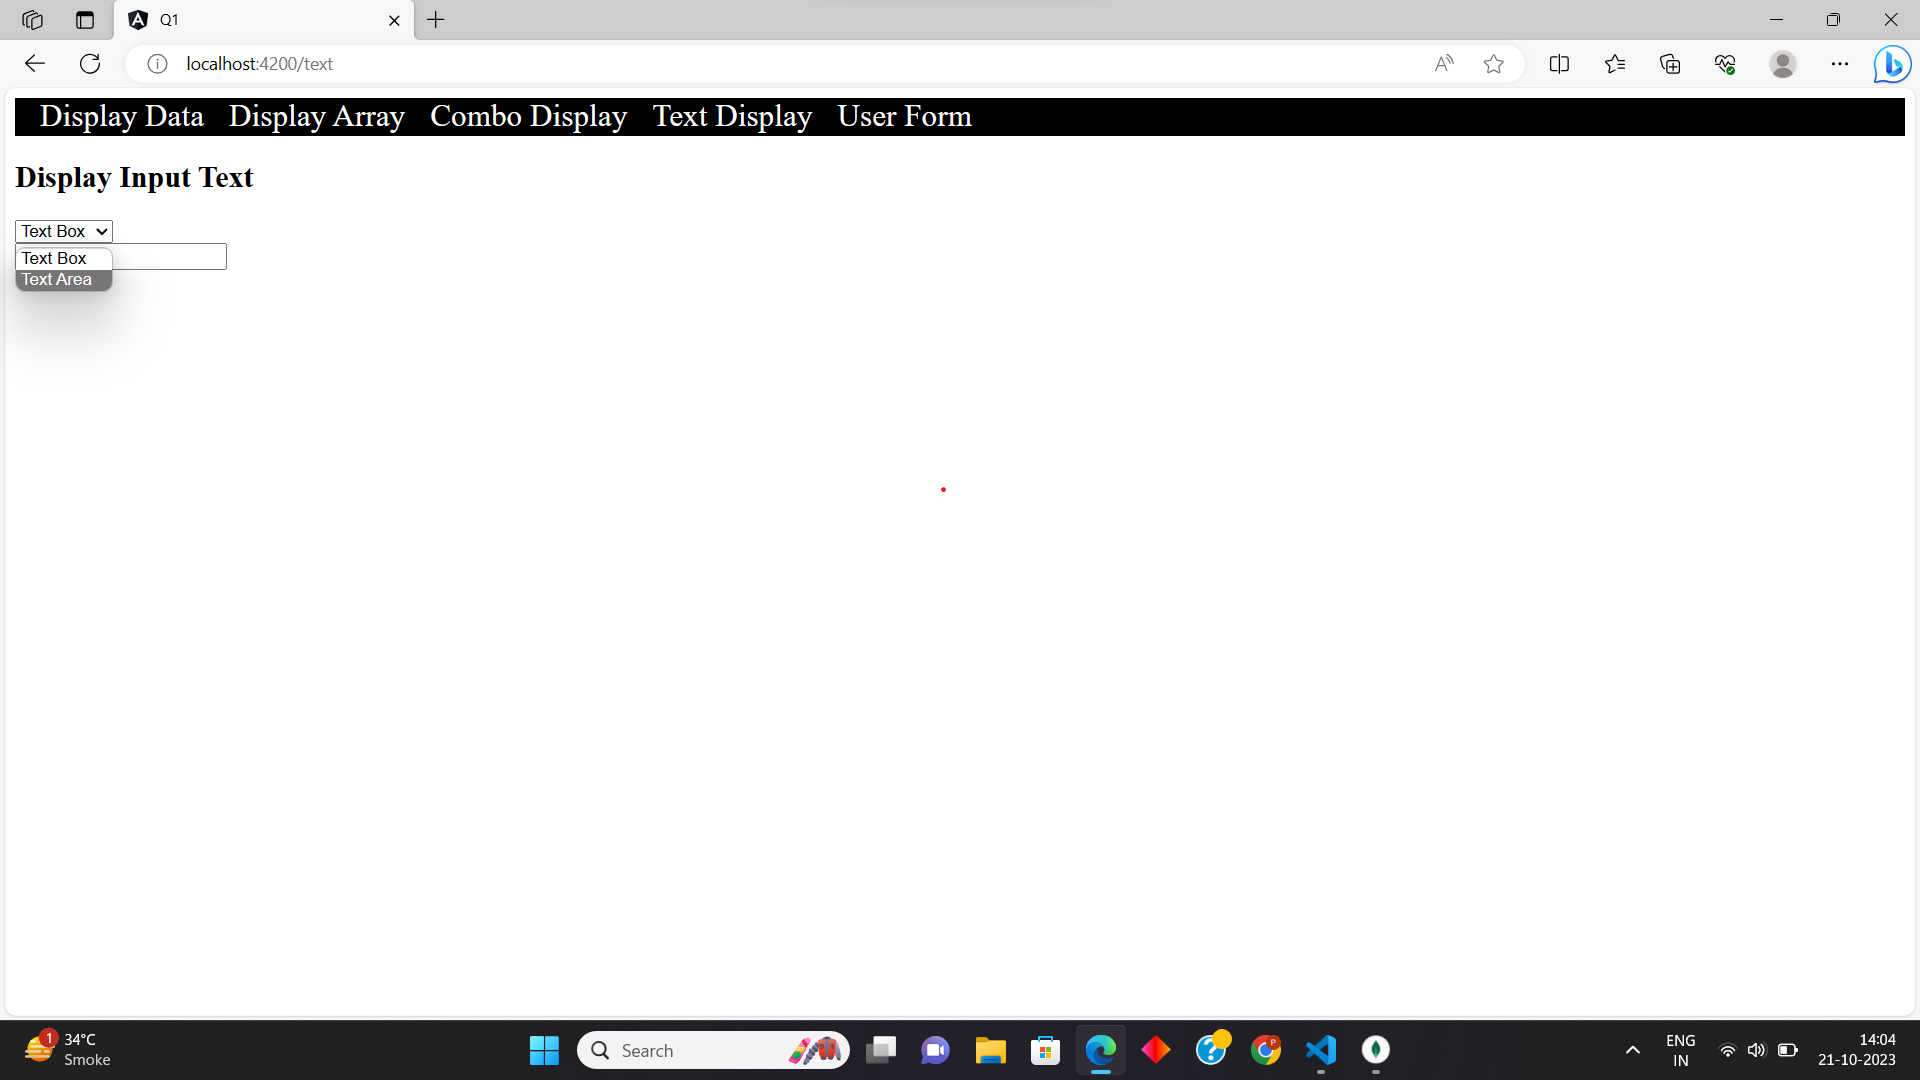 Q1
localhost:4200/text
Display Data Display Array Combo Display Text Display User Form
Display Input Text
Text Box
Text Box
Text Area
1
34°C
Smoke
Search
P
ENG
IN
14:04
21-10-2023